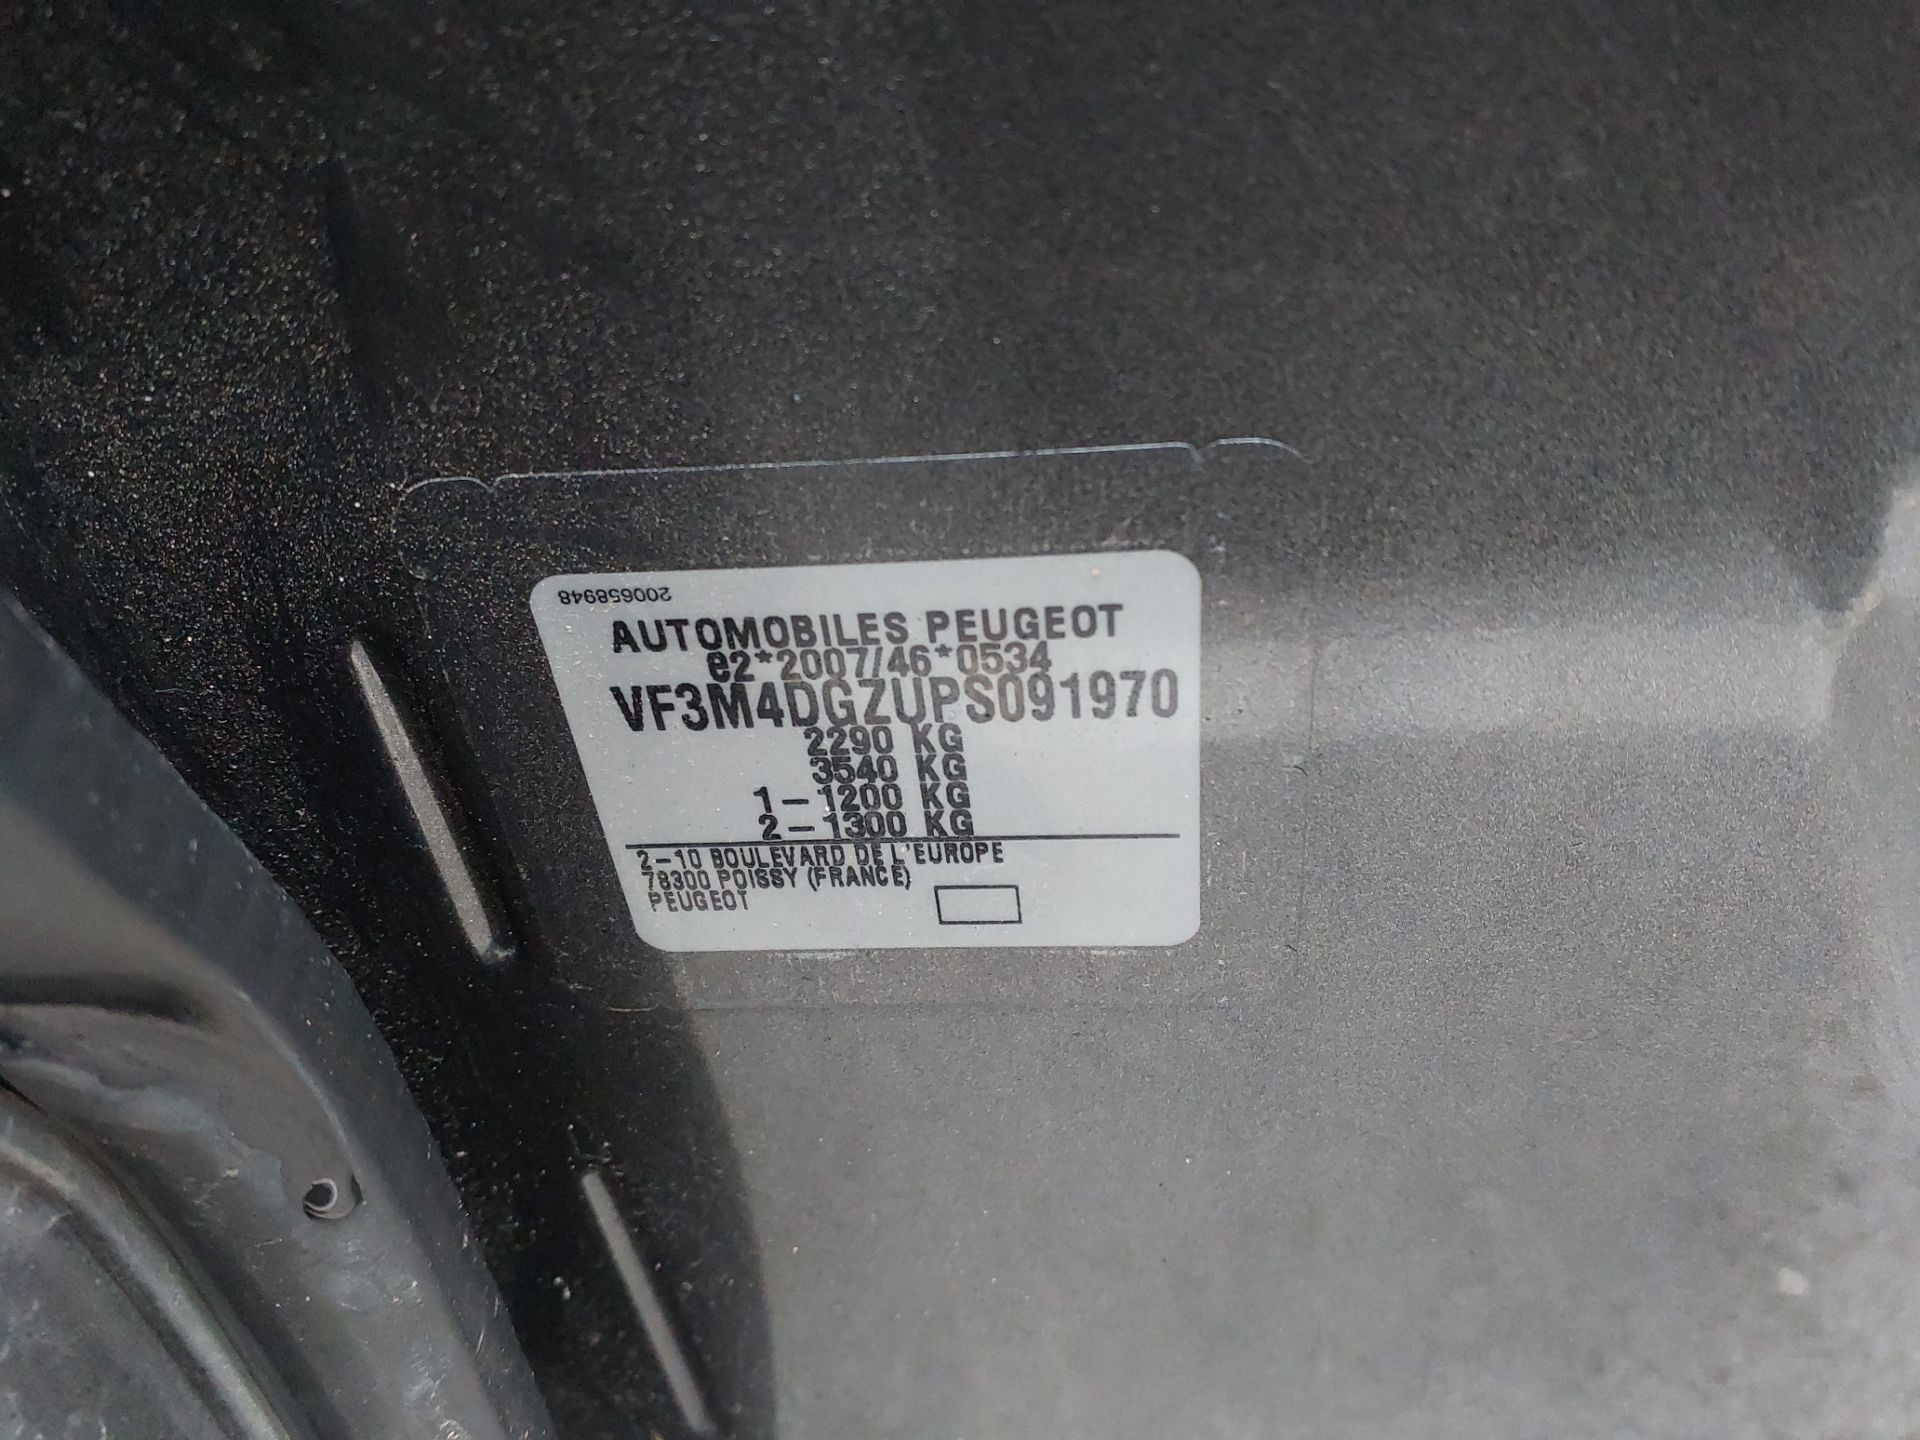 200658948
AUTOMOBILES PEUGEOT
e2*2007/46*0534
VF3M4DGZUPS091970
2290 KG
3540 KG
1-1200 KG
2-1300 KG
2-10 BOULEVARD DE L'EUROPE
78300 POISSY (FRANCE)
PEUGEOT